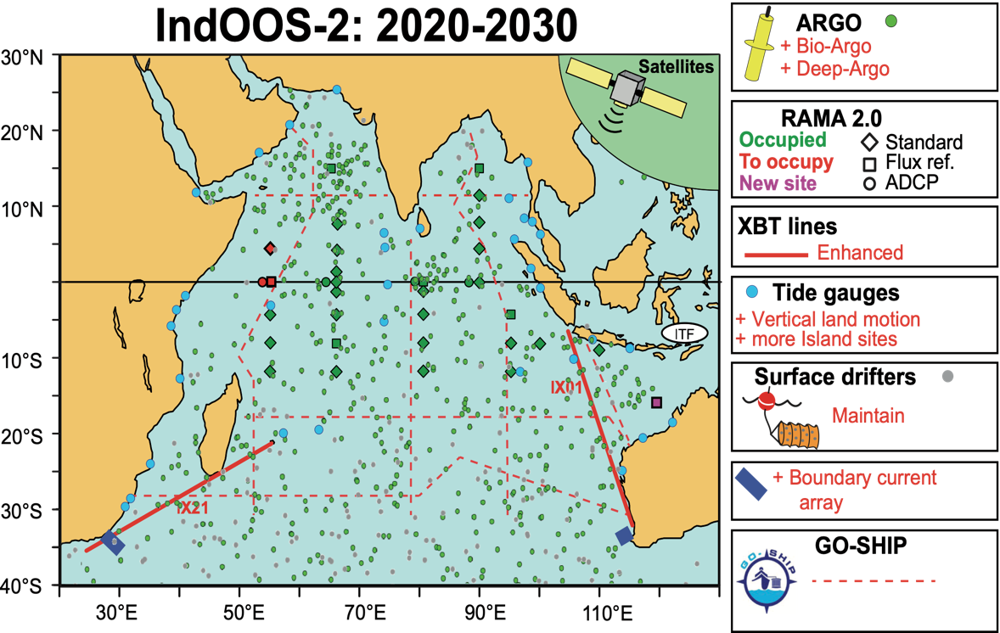 IndOOS-2: 2020-2030
30°N
20°N
10°N
0°
10°S
20°S
30°S
40°S
30°E
50°E
70°E
90°E
110°E
Satellites
ITF
IX01
IX21
ARGO
+ Bio-Argo
+ Deep-Argo
RAMA 2.0
Occupied
Standard
To occupy
Flux ref.
New site
ADCP
XBT lines
Enhanced
Tide gauges
+ Vertical land motion
+ more Island sites
Surface drifters
Maintain
+ Boundary current
array
GO-SHIP
GO-SHIP